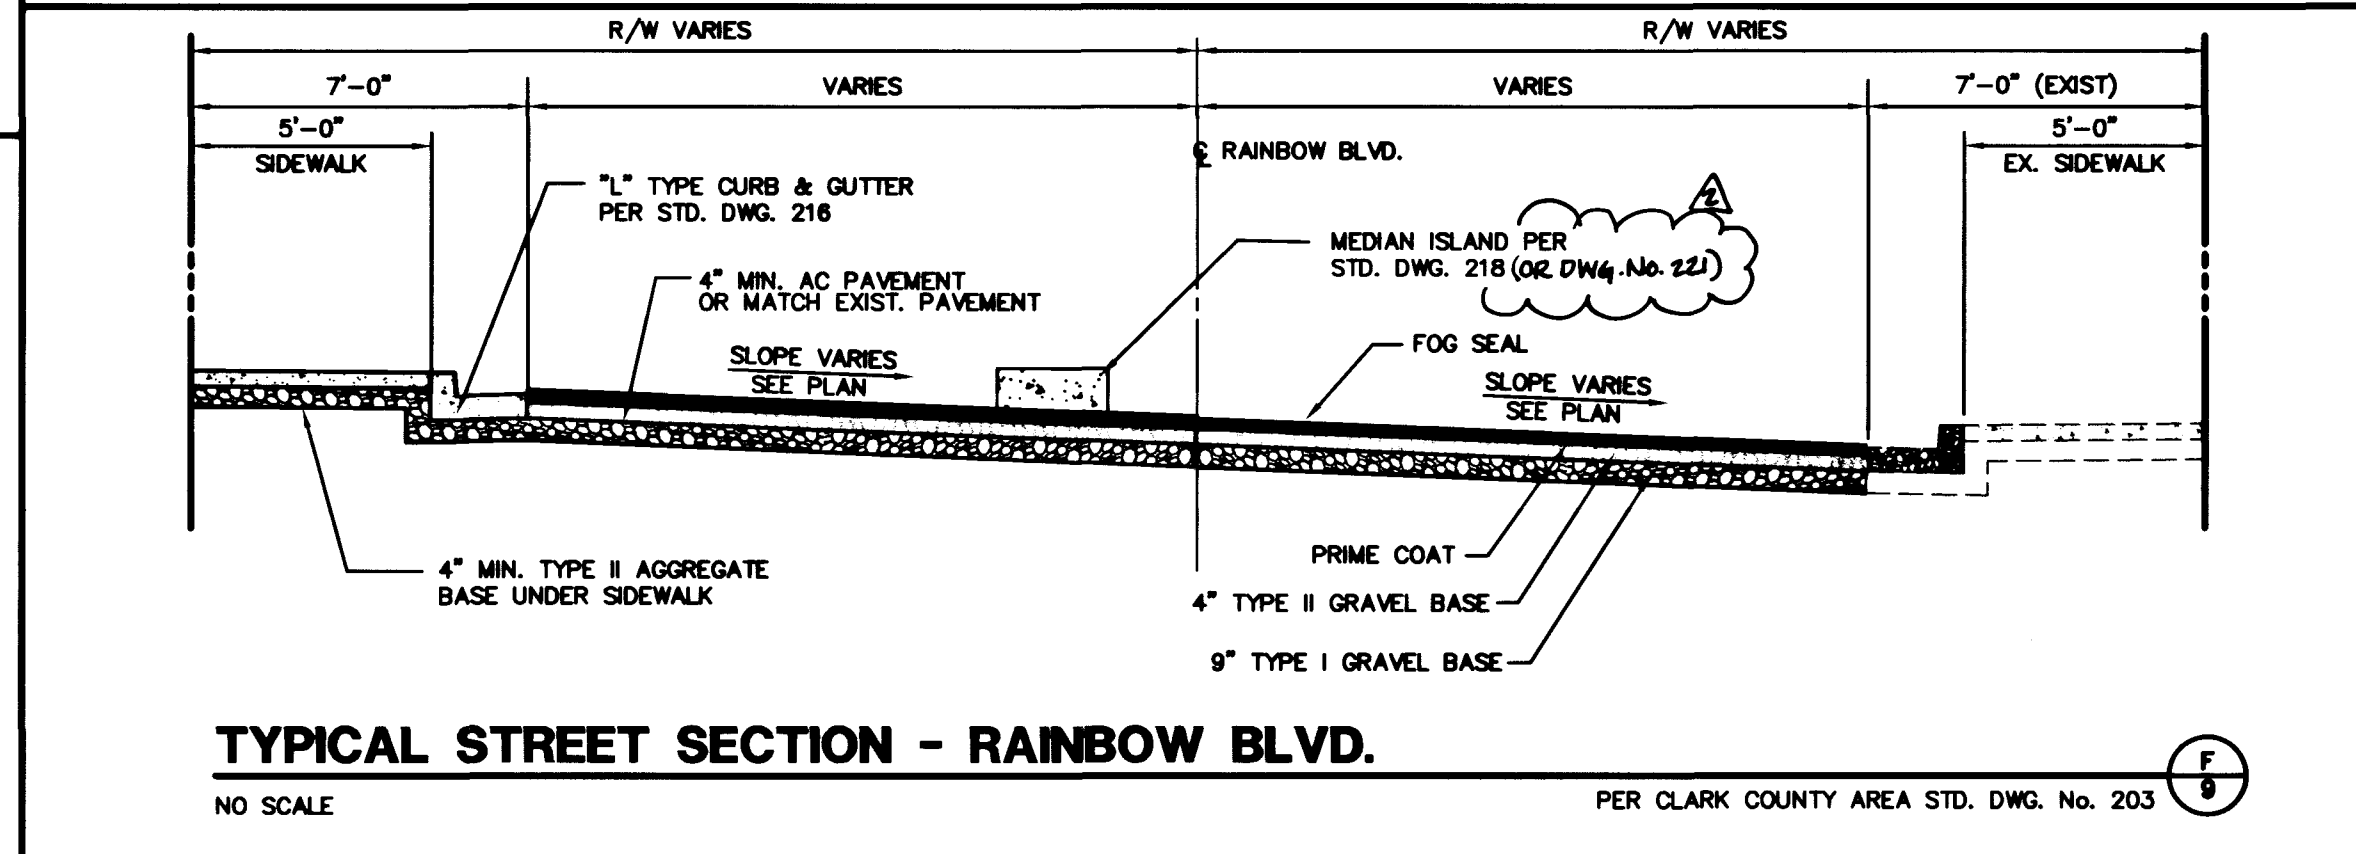 R/W VARIES
R/W VARIES
7'-0"
VARIES
VARIES
7'-0" (EXIST)
5'-0"
SIDEWALK
5'-0"
EX. SIDEWALK
℄ RAINBOW BLVD.
"L" TYPE CURB & GUTTER
PER STD. DWG. 216
2
MEDIAN ISLAND PER
STD. DWG. 218 (OR DWG. No. 221)
4" MIN. AC PAVEMENT
OR MATCH EXIST. PAVEMENT
FOG SEAL
SLOPE VARIES
SEE PLAN
SLOPE VARIES
SEE PLAN
PRIME COAT
4" MIN. TYPE II AGGREGATE
BASE UNDER SIDEWALK
4" TYPE II GRAVEL BASE
9" TYPE I GRAVEL BASE
TYPICAL STREET SECTION - RAINBOW BLVD.
F
9
NO SCALE
PER CLARK COUNTY AREA STD. DWG. No. 203